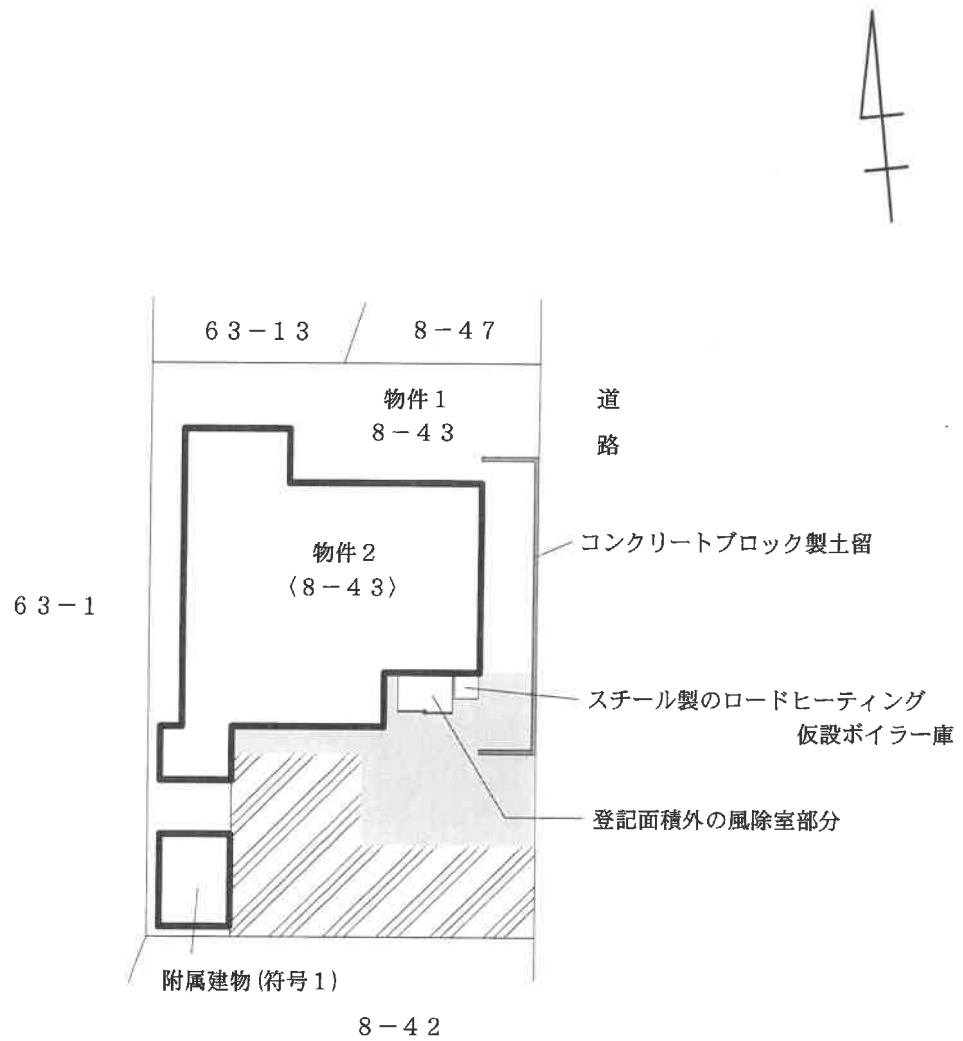 63-13
8-47
物件1
8-43
道
路
コンクリートブロック製土留
物件2
〈8-43〉
63-1
スチール製のロードヒーティング
仮設ボイラー庫
登記面積外の風除室部分
附属建物(符号1)
8-42